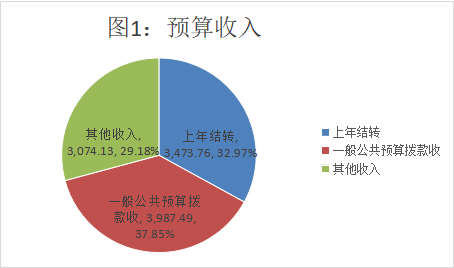 图1：预算收入
其他收入,
3,074.13, 29.18%
上年结转,
3,473.76, 32.97%
一般公共预算拨
款收, 3,987.49,
37.85%
上年结转
一般公共预算拨款收
其他收入